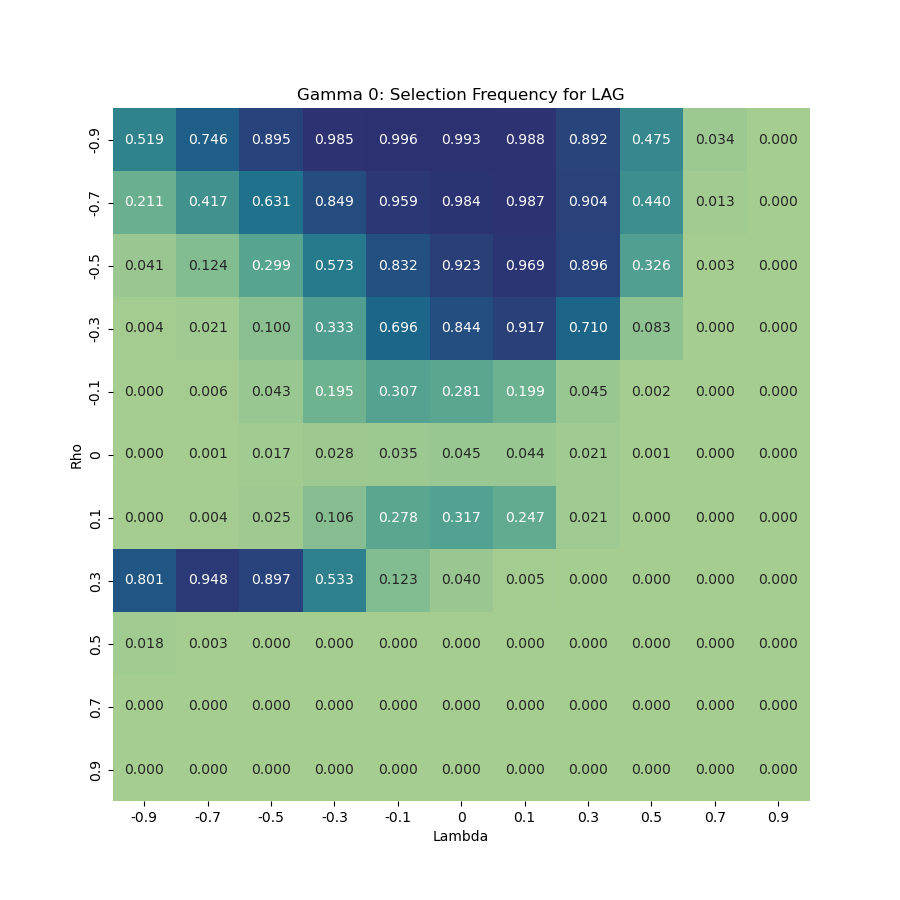 Gamma 0: Selection Frequency for LAG
-0.9 0.519 0.746 0.895 0.985 0.996 0.993 0.988 0.892 0.475 0.034 0.000
-0.7 0.211 0.417 0.631 0.849 0.959 0.984 0.987 0.904 0.440 0.013 0.000
-0.5 0.041 0.124 0.299 0.573 0.832 0.923 0.969 0.896 0.326 0.003 0.000
-0.3 0.004 0.021 0.100 0.333 0.696 0.844 0.917 0.710 0.083 0.000 0.000
-0.1 0.000 0.006 0.043 0.195 0.307 0.281 0.199 0.045 0.002 0.000 0.000
Rho
0 0.000 0.001 0.017 0.028 0.035 0.045 0.044 0.021 0.001 0.000 0.000
0.1 0.000 0.004 0.025 0.106 0.278 0.317 0.247 0.021 0.000 0.000 0.000
0.3 0.801 0.948 0.897 0.533 0.123 0.040 0.005 0.000 0.000 0.000 0.000
0.5 0.018 0.003 0.000 0.000 0.000 0.000 0.000 0.000 0.000 0.000 0.000
0.7 0.000 0.000 0.000 0.000 0.000 0.000 0.000 0.000 0.000 0.000 0.000
0.9 0.000 0.000 0.000 0.000 0.000 0.000 0.000 0.000 0.000 0.000 0.000
-0.9 -0.7 -0.5 -0.3 -0.1 0 0.1 0.3 0.5 0.7 0.9
Lambda